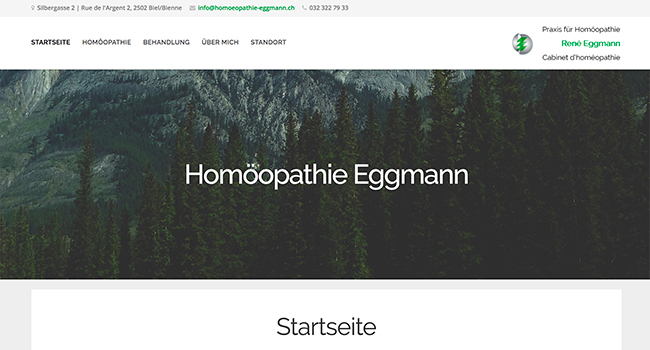 Silbergasse 2 | Rue de l'Argent 2, 2502 Biel/Bienne info@homoeopathie-eggmann.ch 032 322 79 33
Praxis für Homöopathie
René Eggmann
Cabinet d'homéopathie
STARTSEITE HOMÖOPATHIE BEHANDLUNG ÜBER MICH STANDORT
Homöopathie Eggmann
Startseite